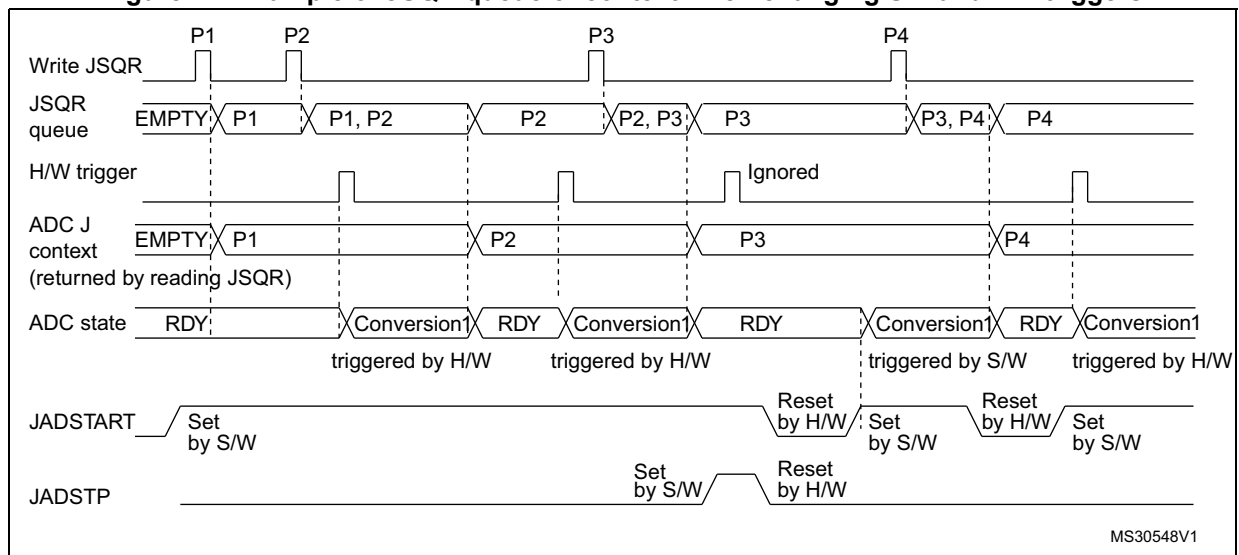 P1 P2 P3 P4
Write JSQR
JSQR
queue
EMPTY P1 P1, P2 P2 P2, P3 P3 P3, P4 P4
H/W trigger
Ignored
ADC J
context
(returned by reading JSQR)
EMPTY P1 P2 P3 P4
ADC state RDY Conversion1 RDY Conversion1 RDY Conversion1 RDY Conversion1
triggered by H/W triggered by H/W triggered by S/W triggered by H/W
JADSTART
Set
by S/W
Reset
by H/W
Set
by S/W
Reset
by H/W
Set
by S/W
JADSTP
Set
by S/W
Reset
by H/W
MS30548V1